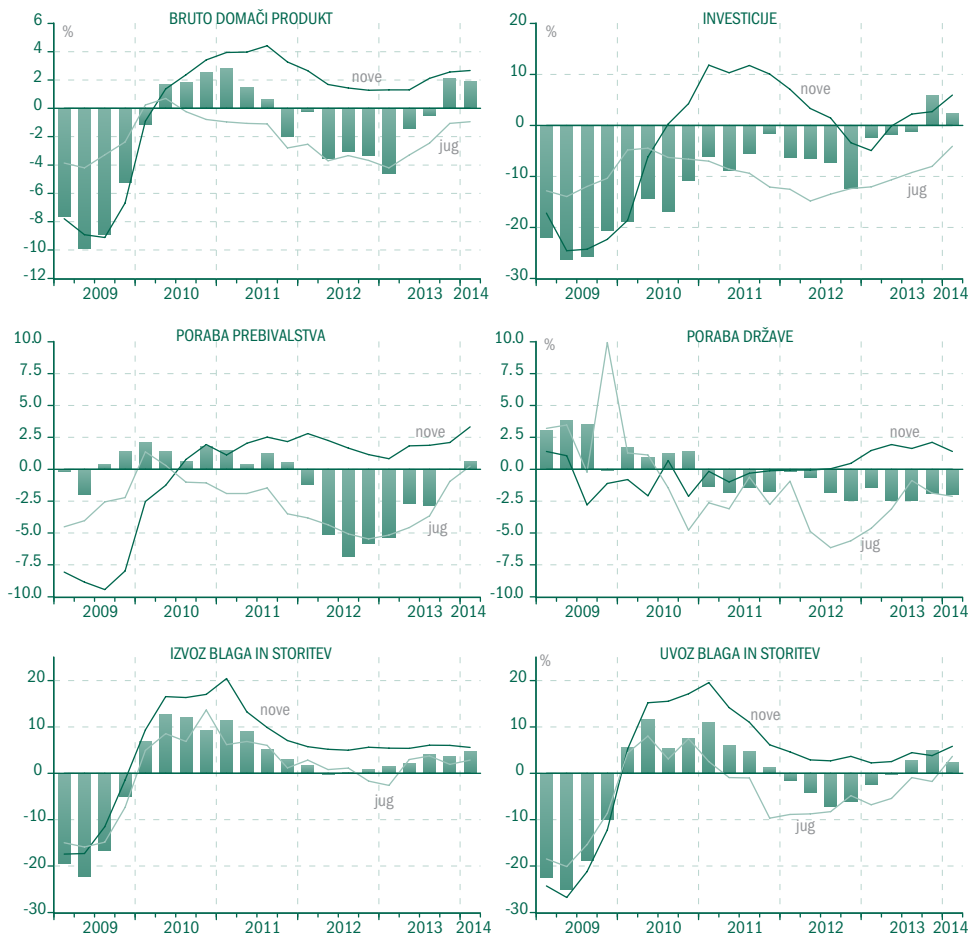 BRUTO DOMAČI PRODUKT
%
6
4
2
0
-2
-4
-6
-8
-10
-12
nove
jug
2009 2010 2011 2012 2013 2014
INVESTICIJE
%
20
10
0
-10
-20
-30
nove
jug
2009 2010 2011 2012 2013 2014
PORABA PREBIVALSTVA
10.0
7.5
5.0
2.5
0.0
-2.5
-5.0
-7.5
-10.0
nove
jug
2009 2010 2011 2012 2013 2014
PORABA DRŽAVE
%
10.0
7.5
5.0
2.5
0.0
-2.5
-5.0
-7.5
-10.0
nove
jug
2009 2010 2011 2012 2013 2014
IZVOZ BLAGA IN STORITEV
20
10
0
-10
-20
-30
nove
jug
2009 2010 2011 2012 2013 2014
UVOZ BLAGA IN STORITEV
%
20
10
0
-10
-20
-30
nove
jug
2009 2010 2011 2012 2013 2014